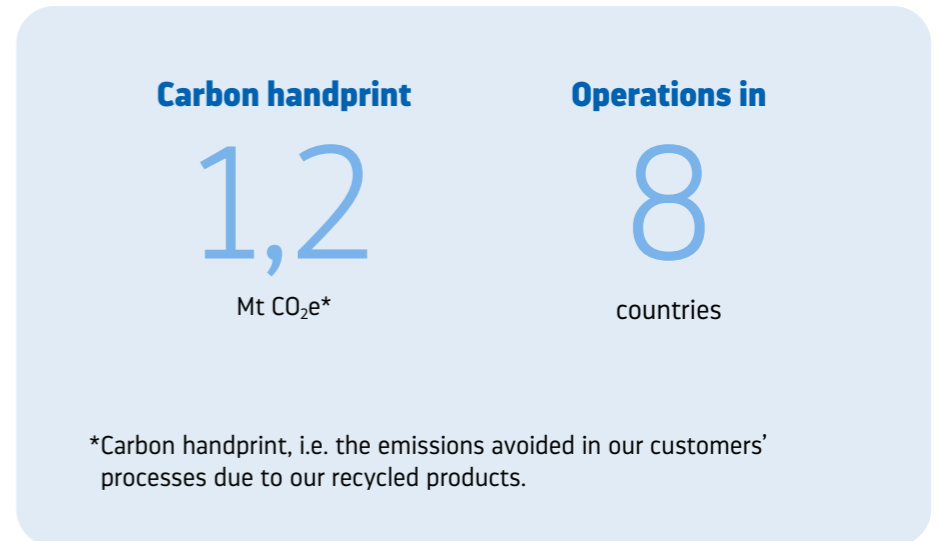 Carbon handprint
1,2
Mt CO₂e*
Operations in
8
countries
*Carbon handprint, i.e. the emissions avoided in our customers’
processes due to our recycled products.